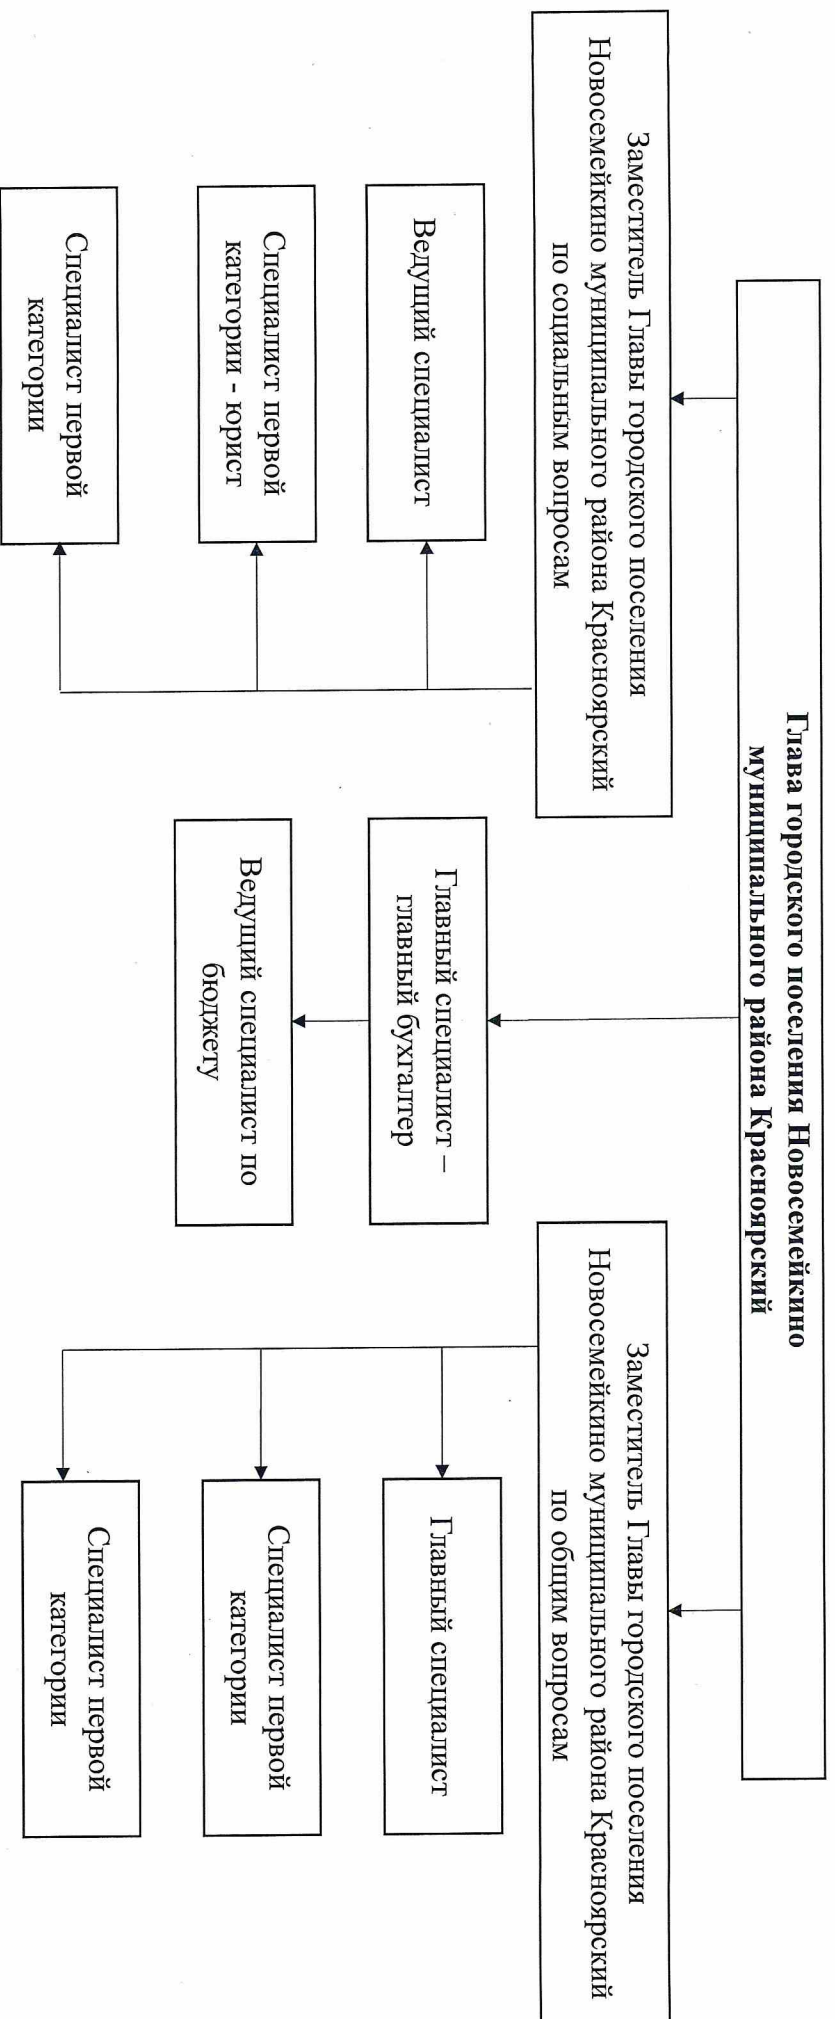 Глава городского поселения Новосемейкино
муниципального района Красноярский
Заместитель Главы городского поселения
Новосемейкино муниципального района Красноярский
по социальным вопросам
Ведущий специалист
Специалист первой
категории - юрист
Специалист первой
категории
Главный специалист –
главный бухгалтер
Ведущий специалист по
бюджету
Заместитель Главы городского поселения
Новосемейкино муниципального района Красноярский
по общим вопросам
Главный специалист
Специалист первой
категории
Специалист первой
категории